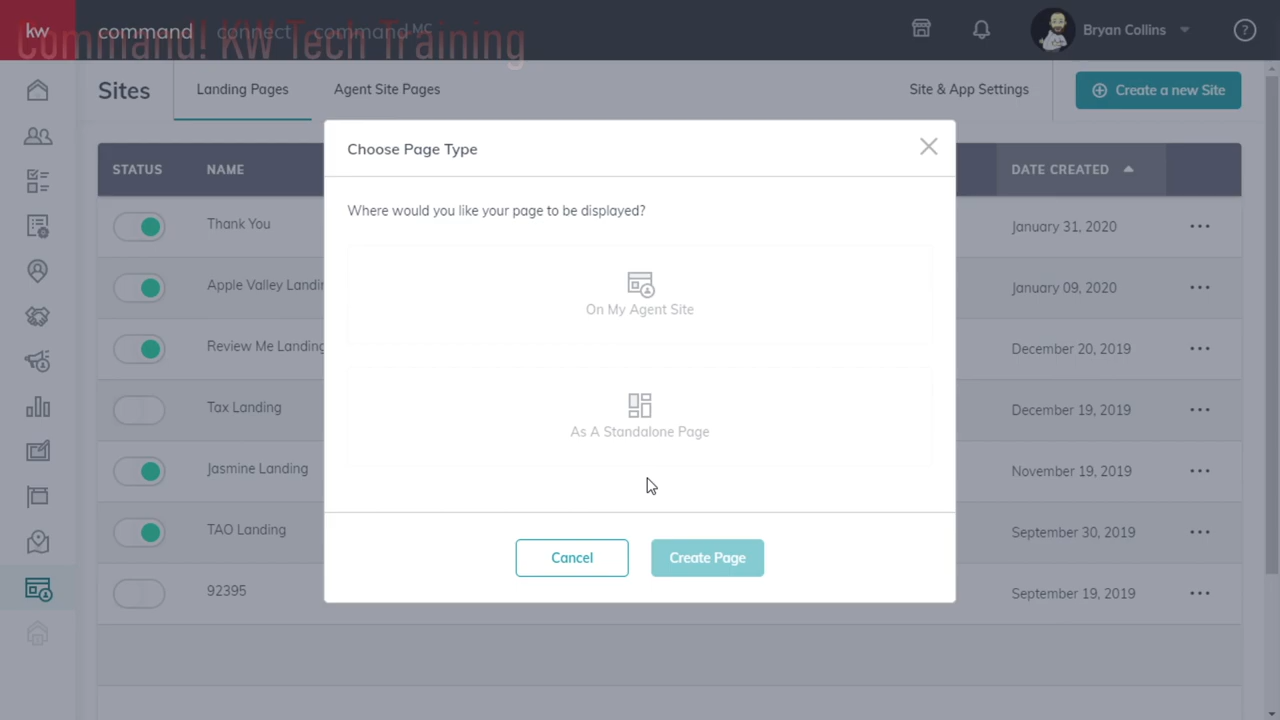 kw command connect command MC Bryan Collins ?
Command! KW Tech Training
Sites Landing Pages Agent Site Pages Site & App Settings Create a new Site
Choose Page Type
STATUS NAME DATE CREATED
Where would you like your page to be displayed?
Thank You January 31, 2020
Apple Valley Landin January 09, 2020
On My Agent Site
Review Me Landing December 20, 2019
Tax Landing December 19, 2019
As A Standalone Page
Jasmine Landing November 19, 2019
TAO Landing September 30, 2019
Cancel Create Page
92395 September 19, 2019